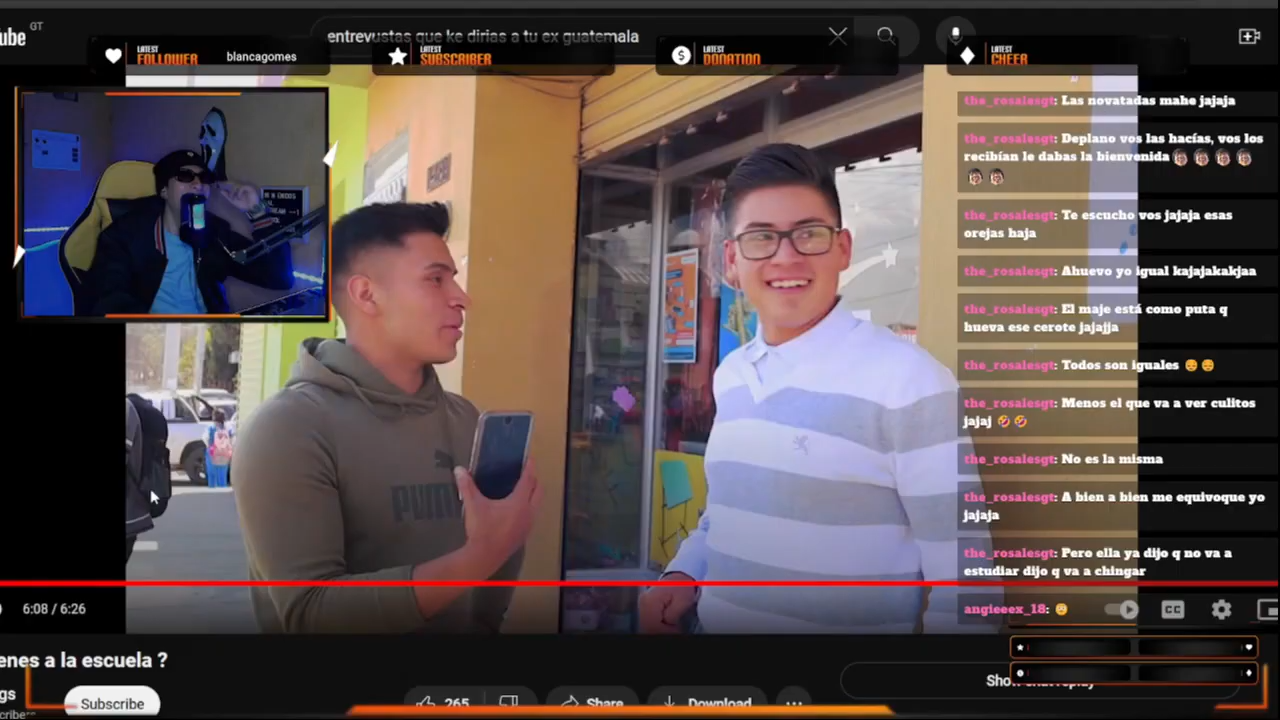 ube GT
entrevustas que ke dirias a tu ex guatemala
LATEST
FOLLOWER
blancagomes
LATEST
SUBSCRIBER
LATEST
DONATION
LATEST
CHEER
the_rosalesgt: Las novatadas mahe jajaja
the_rosalesgt: Deplano vos las hacías, vos los
recibían le dabas la bienvenida
the_rosalesgt: Te escucho vos jajaja esas
orejas haja
the_rosalesgt: Ahuevo yo igual kajajakakjaa
the_rosalesgt: El maje está como puta q
hueva ese cerote jajajja
the_rosalesgt: Todos son iguales 😔😔
the_rosalesgt: Menos el que va a ver culitos
jajaj 🤣🤣
the_rosalesgt: No es la misma
the_rosalesgt: A bien a bien me equivoque yo
jajaja
the_rosalesgt: Pero ella ya dijo q no va a
estudiar dijo q va a chingar
angieeex_18: 😳
PUMA
6:08 / 6:26
CC
enes a la escuela ?
gs
Subscribe
265
Share
Download
...